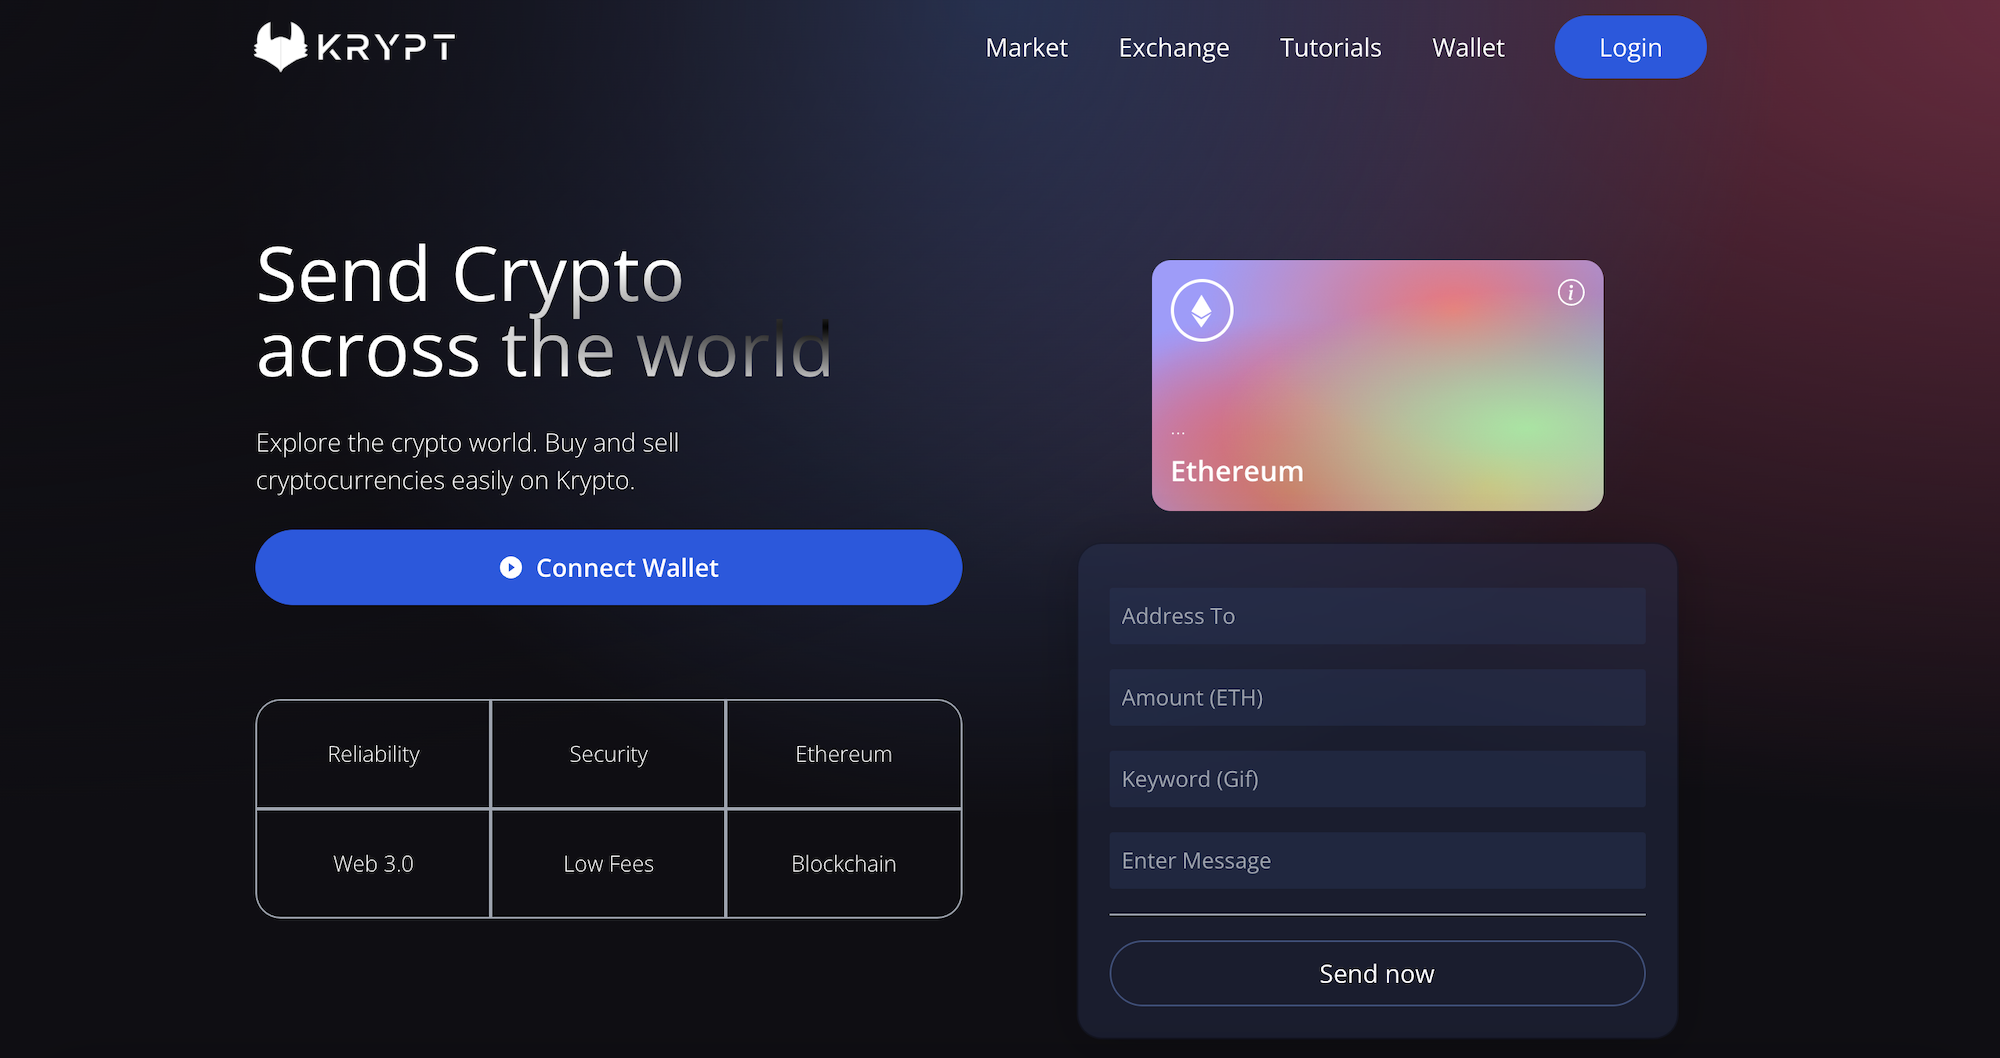 KRYPT
Market
Exchange
Tutorials
Wallet
Login
Send Crypto
across the world
Explore the crypto world. Buy and sell
cryptocurrencies easily on Krypto.
Connect Wallet
Reliability
Security
Ethereum
Web 3.0
Low Fees
Blockchain
...
Ethereum
Address To
Amount (ETH)
Keyword (Gif)
Enter Message
Send now